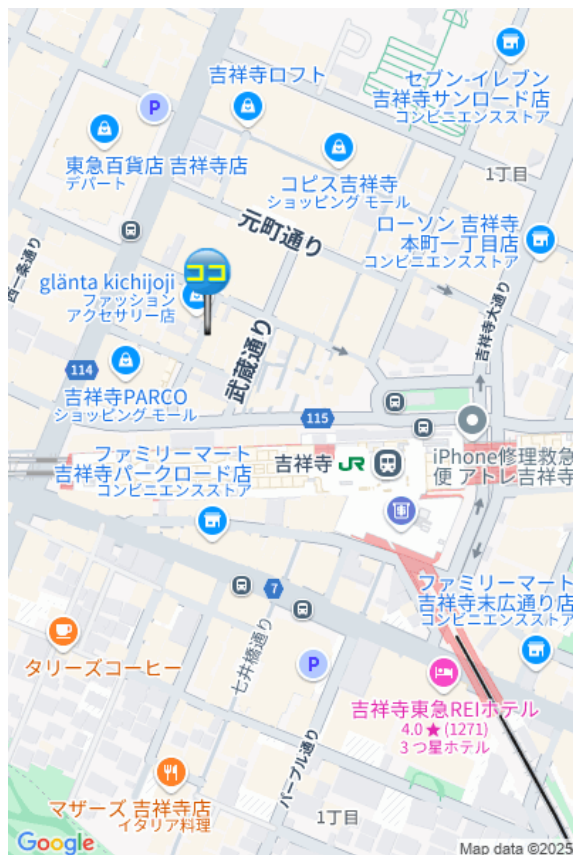 吉祥寺ロフト
セブン-イレブン
吉祥寺サンロード店
コンビニエンスストア
P
東急百貨店 吉祥寺店
デパート
コピス吉祥寺
ショッピング モール
1丁目
元町通り
ローソン 吉祥寺
本町一丁目店
コンビニエンスストア
西一条通り
ココ
glänta kichijoji
ファッション
アクセサリー店
武蔵通り
吉祥寺大通り
114
吉祥寺PARCO
ショッピング モール
115
ファミリーマート
吉祥寺パークロード店
コンビニエンスストア
吉祥寺
JR
iPhone修理救急
便 アトレ吉祥寺
7
ファミリーマート
吉祥寺末広通り店
コンビニエンスストア
タリーズコーヒー
七井橋通り
P
吉祥寺東急REIホテル
4.0★(1271)
3 つ星ホテル
パープル通り
マザーズ 吉祥寺店
イタリア料理
1丁目
Google
Map data ©2025